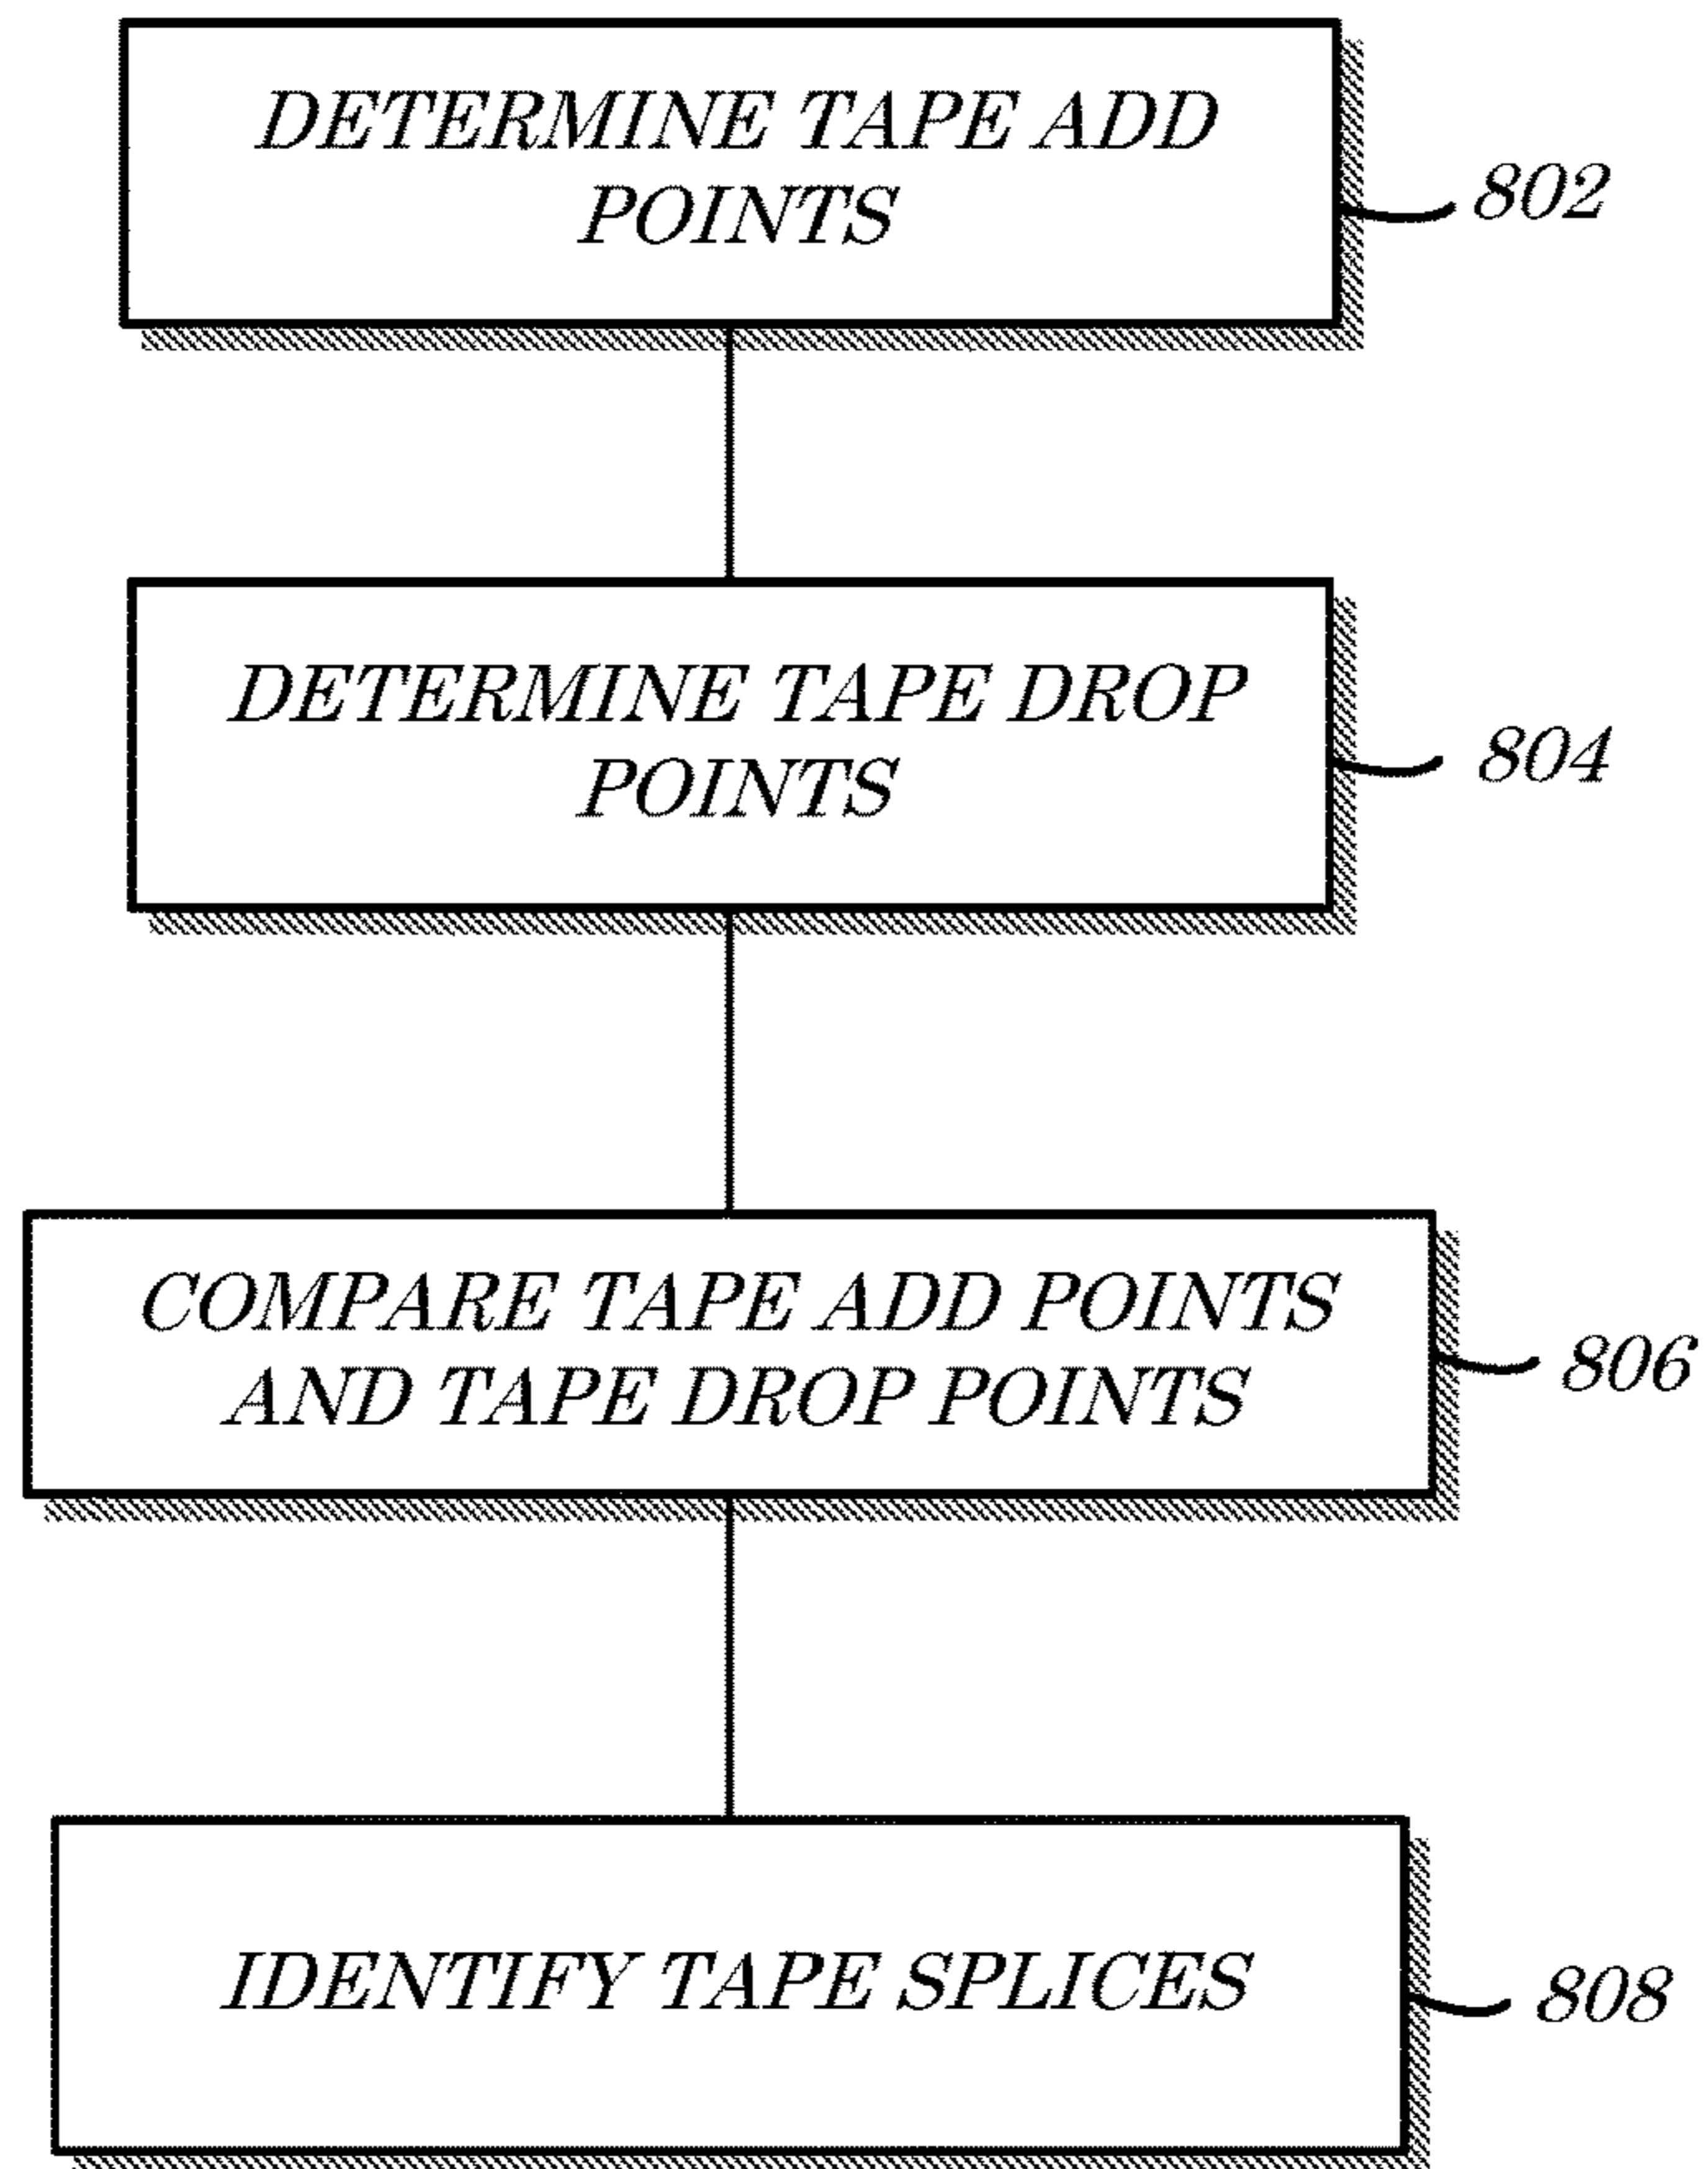 DETERMINE TAPE ADD
POINTS
802
DETERMINE TAPE DROP
POINTS
804
COMPARE TAPE ADD POINTS
AND TAPE DROP POINTS
806
IDENTIFY TAPE SPLICES
808